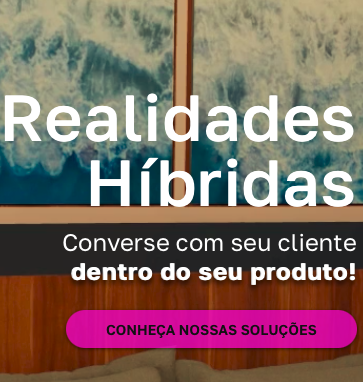 Realidades
Híbridas
Converse com seu cliente
dentro do seu produto!
CONHEÇA NOSSAS SOLUÇÕES